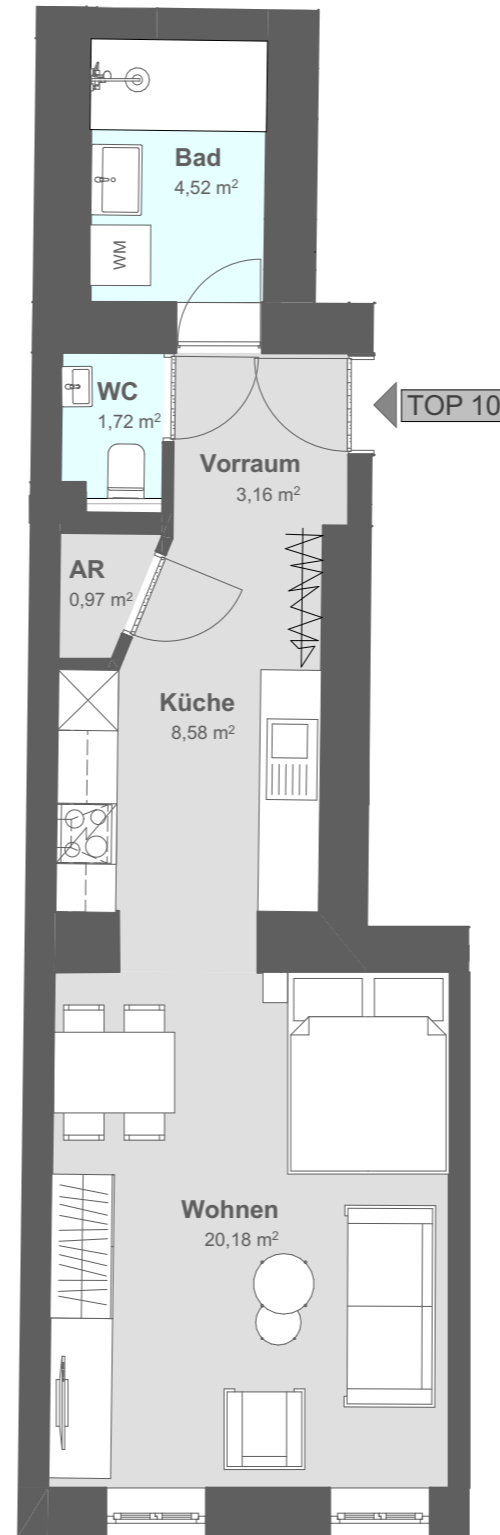 Bad
4,52 m²
WM
WC
1,72 m²
TOP 10
Vorraum
3,16 m²
AR
0,97 m²
Küche
8,58 m²
Wohnen
20,18 m²